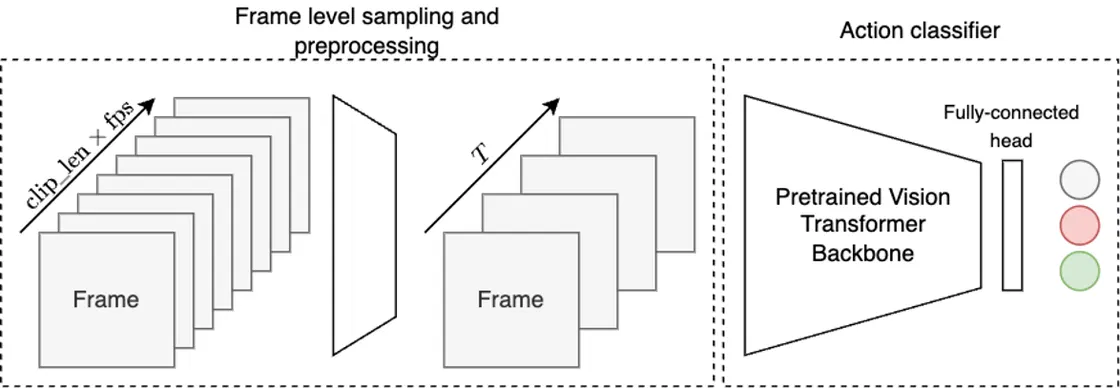 Frame level sampling and
preprocessing
Action classifier
clip_len × fps
Frame
T
Frame
Pretrained Vision
Transformer
Backbone
Fully-connected
head